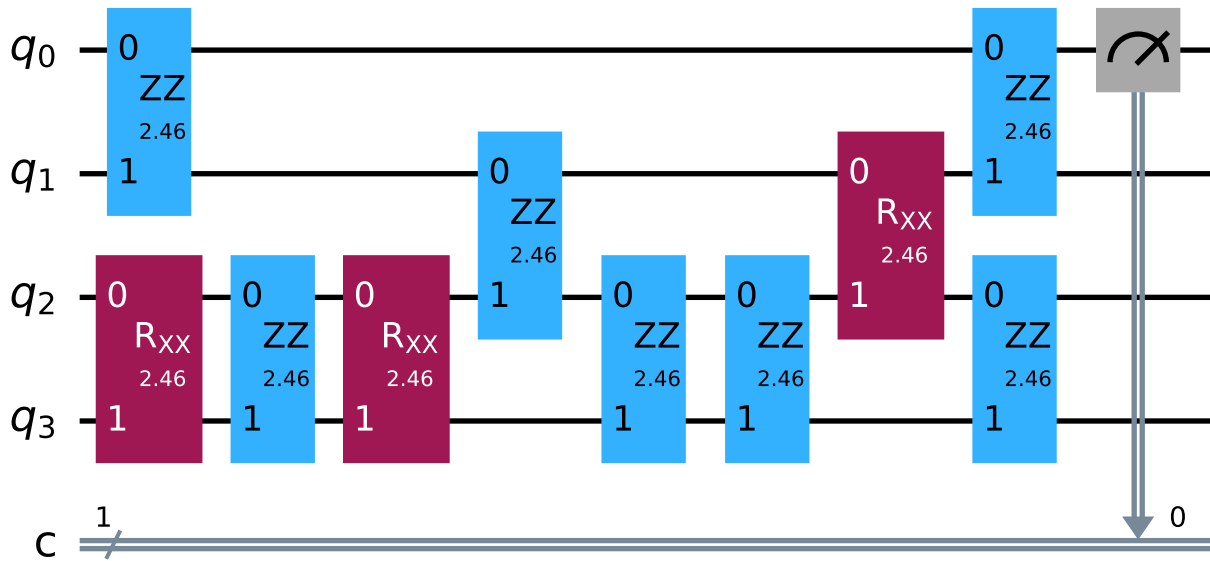 q0 0 0
ZZ ZZ
2.46 2.46
q1 1 0 0 1
ZZ RXX
2.46 2.46
q2 0 0 0 1 0 0 1 0
RXX ZZ RXX ZZ ZZ ZZ
2.46 2.46 2.46 2.46 2.46 2.46
q3 1 1 1 1 1 1
1 0
c